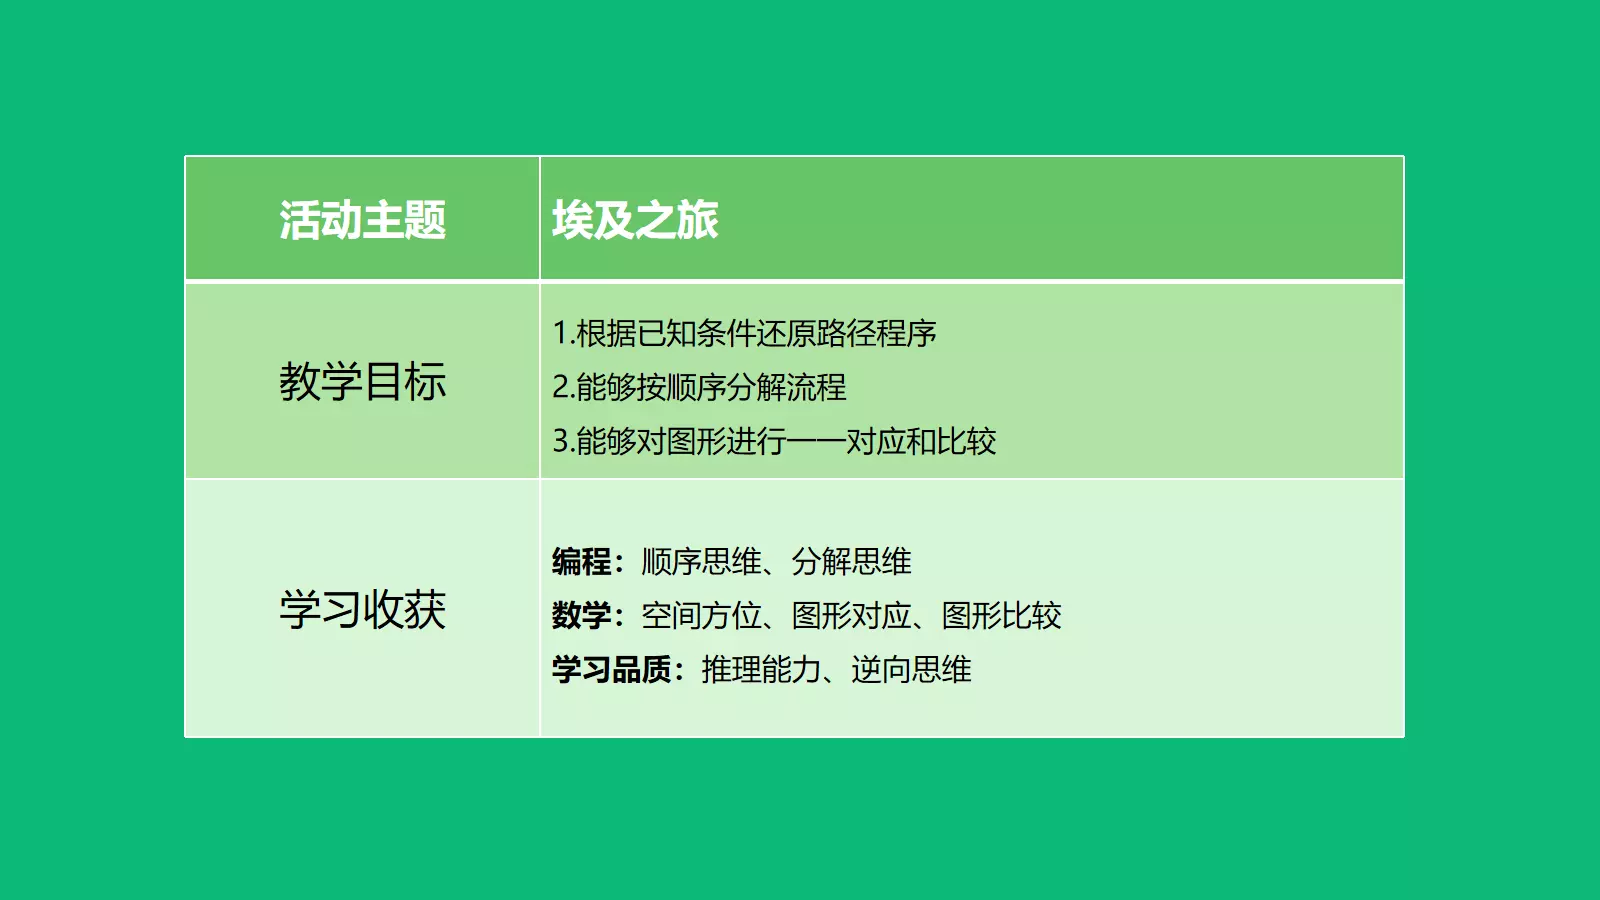 活动主题
埃及之旅
教学目标
1.根据已知条件还原路径程序
2.能够按顺序分解流程
3.能够对图形进行一一对应和比较
学习收获
编程：顺序思维、分解思维
数学：空间方位、图形对应、图形比较
学习品质：推理能力、逆向思维